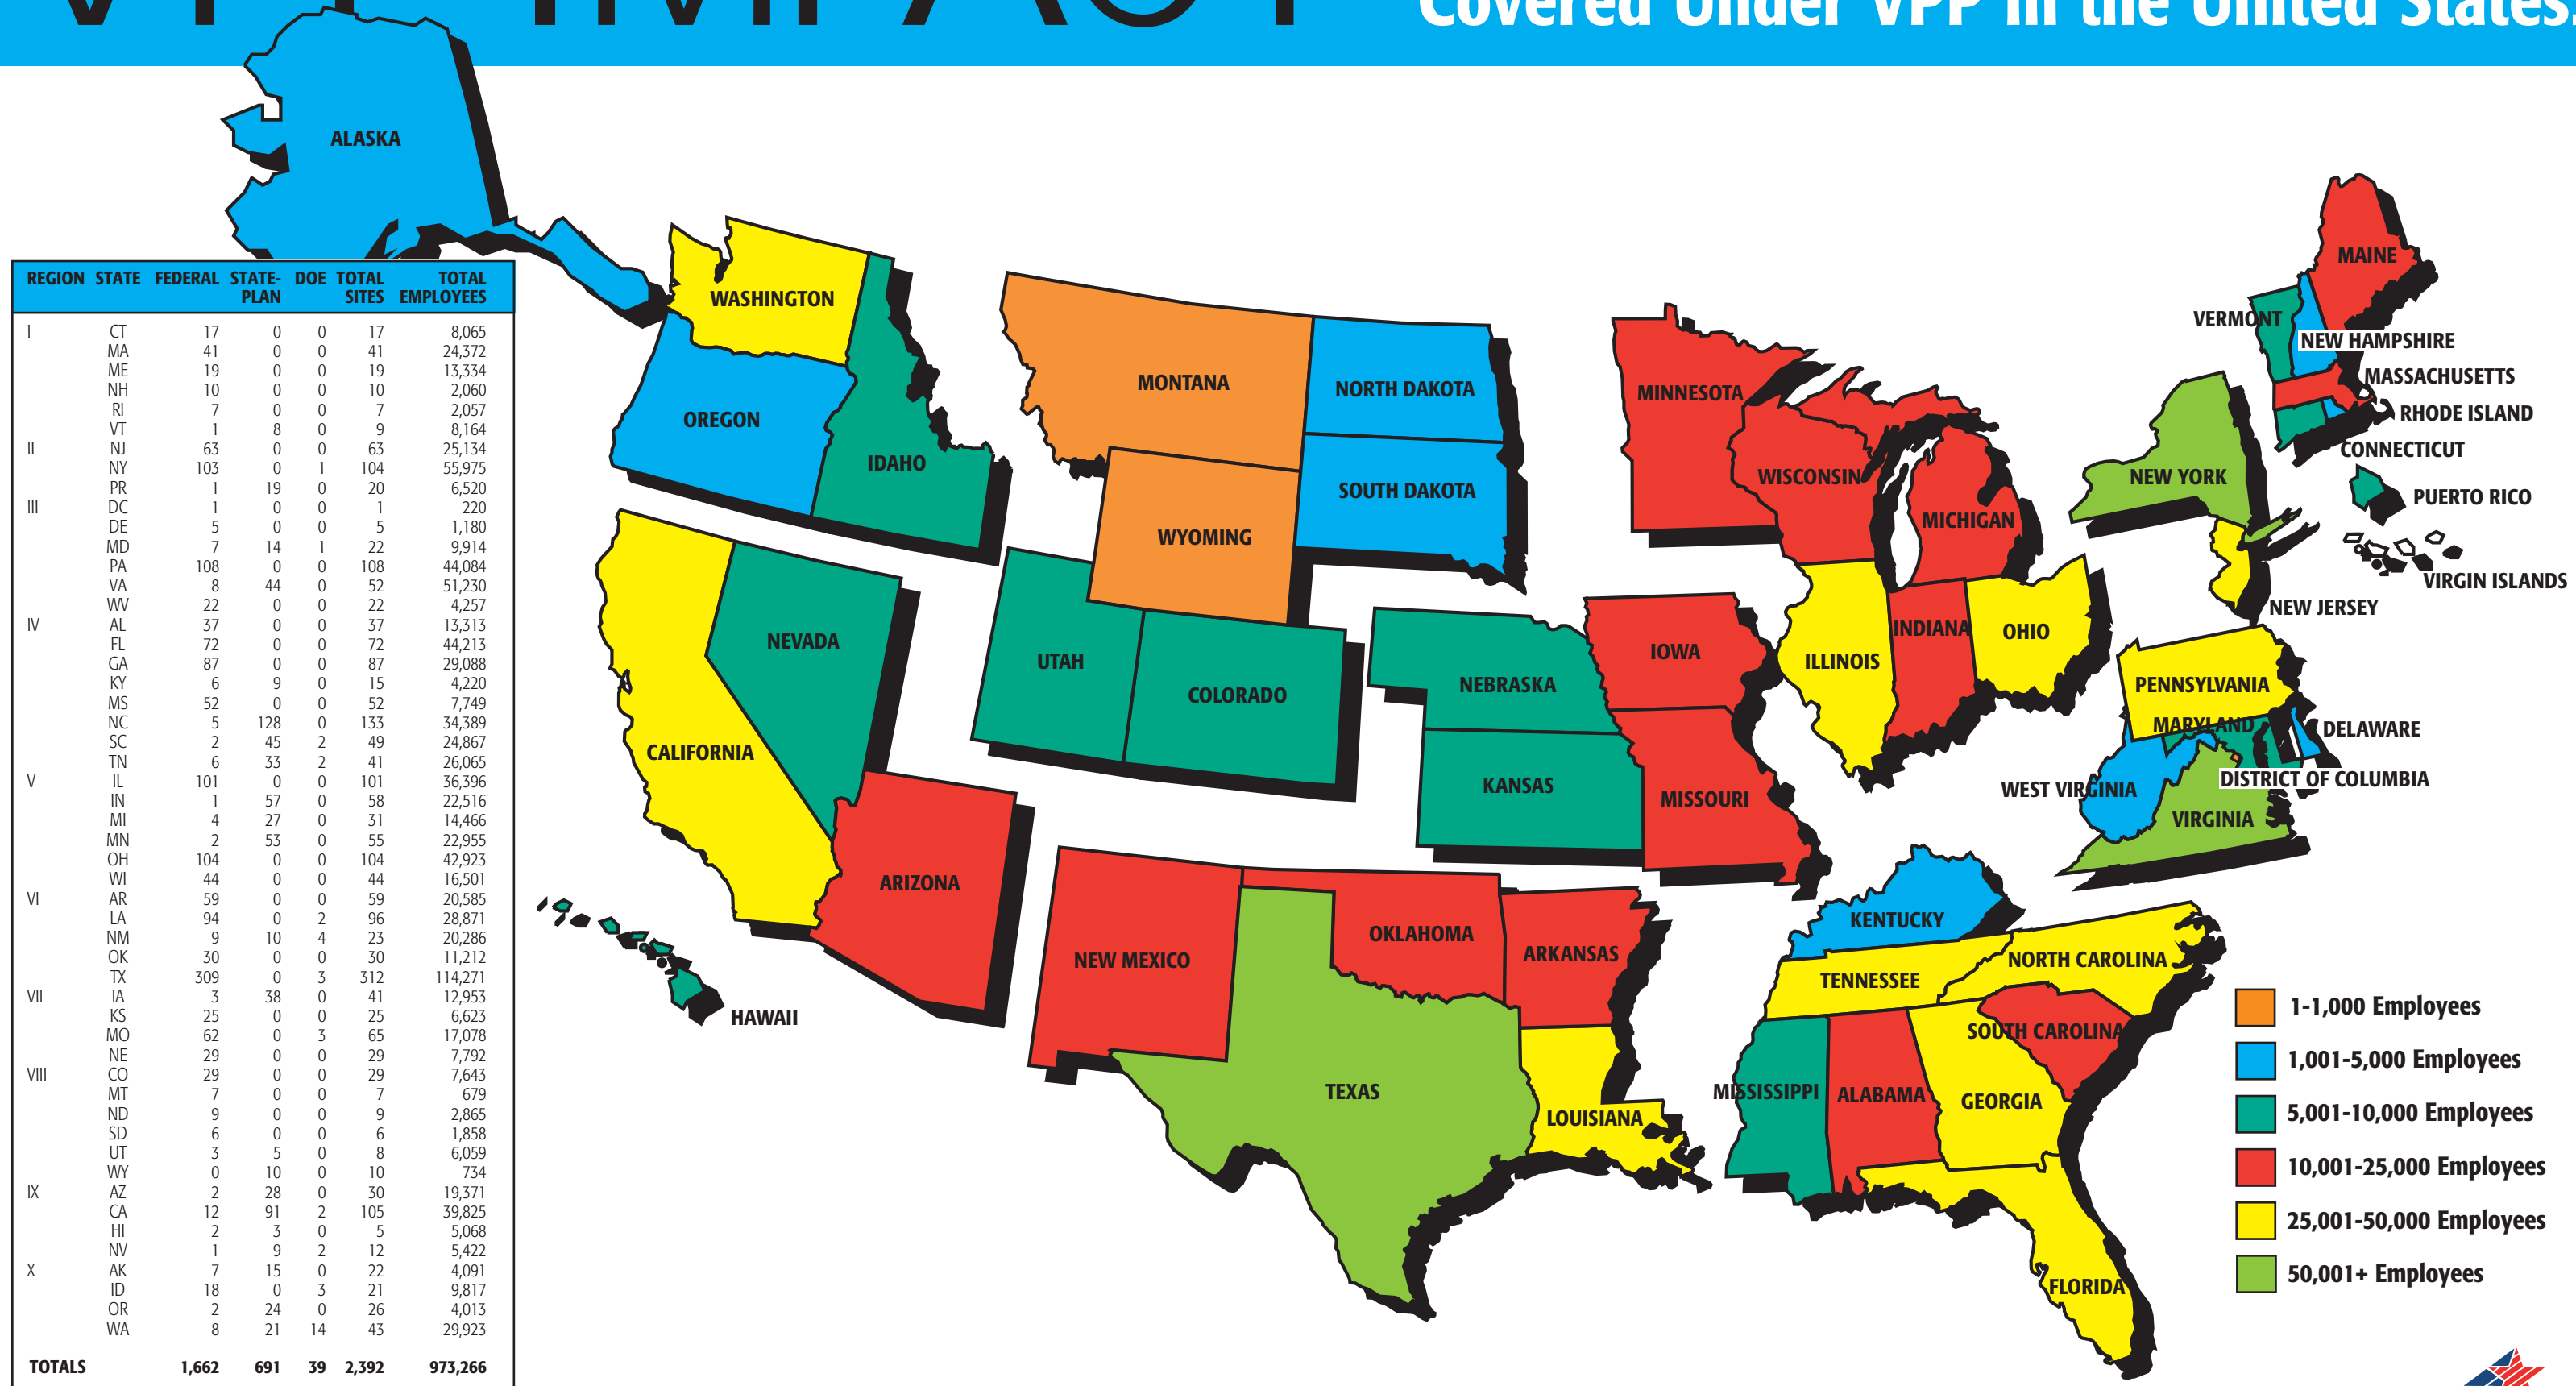 VPP IMPACT
Covered Under VPP in the United States
ALASKA
WASHINGTON
OREGON
IDAHO
MONTANA
NORTH DAKOTA
SOUTH DAKOTA
WYOMING
MINNESOTA
WISCONSIN
MICHIGAN
MAINE
VERMONT
NEW HAMPSHIRE
MASSACHUSETTS
RHODE ISLAND
CONNECTICUT
NEW YORK
PUERTO RICO
VIRGIN ISLANDS
NEW JERSEY
NEVADA
UTAH
COLORADO
CALIFORNIA
NEBRASKA
KANSAS
IOWA
MISSOURI
ILLINOIS
INDIANA
OHIO
PENNSYLVANIA
MARYLAND
DELAWARE
DISTRICT OF COLUMBIA
WEST VIRGINIA
VIRGINIA
ARIZONA
NEW MEXICO
OKLAHOMA
ARKANSAS
TEXAS
LOUISIANA
HAWAII
KENTUCKY
TENNESSEE
NORTH CAROLINA
SOUTH CAROLINA
MISSISSIPPI
ALABAMA
GEORGIA
FLORIDA
REGION STATE FEDERAL STATE- DOE TOTAL TOTAL
PLAN SITES EMPLOYEES
I CT 17 0 0 17 8,065
MA 41 0 0 41 24,372
ME 19 0 0 19 13,334
NH 10 0 0 10 2,060
RI 7 0 0 7 2,057
VT 1 8 0 9 8,164
II NJ 63 0 0 63 25,134
NY 103 0 1 104 55,975
PR 1 19 0 20 6,520
III DC 1 0 0 1 220
DE 5 0 0 5 1,180
MD 7 14 1 22 9,914
PA 108 0 0 108 44,084
VA 8 44 0 52 51,230
WV 22 0 0 22 4,257
IV AL 37 0 0 37 13,313
FL 72 0 0 72 44,213
GA 87 0 0 87 29,088
KY 6 9 0 15 4,220
MS 52 0 0 52 7,749
NC 5 128 0 133 34,389
SC 2 45 2 49 24,867
TN 6 33 2 41 26,065
V IL 101 0 0 101 36,396
IN 1 57 0 58 22,516
MI 4 27 0 31 14,466
MN 2 53 0 55 22,955
OH 104 0 0 104 42,923
WI 44 0 0 44 16,501
VI AR 59 0 0 59 20,585
LA 94 0 2 96 28,871
NM 9 10 4 23 20,286
OK 30 0 0 30 11,212
TX 309 0 3 312 114,271
VII IA 3 38 0 41 12,953
KS 25 0 0 25 6,623
MO 62 0 3 65 17,078
NE 29 0 0 29 7,792
VIII CO 29 0 0 29 7,643
MT 7 0 0 7 679
ND 9 0 0 9 2,865
SD 6 0 0 6 1,858
UT 3 5 0 8 6,059
WY 0 10 0 10 734
IX AZ 2 28 0 30 19,371
CA 12 91 2 105 39,825
HI 2 3 0 5 5,068
NV 1 9 2 12 5,422
X AK 7 15 0 22 4,091
ID 18 0 3 21 9,817
OR 2 24 0 26 4,013
WA 8 21 14 43 29,923
TOTALS 1,662 691 39 2,392 973,266
1-1,000 Employees
1,001-5,000 Employees
5,001-10,000 Employees
10,001-25,000 Employees
25,001-50,000 Employees
50,001+ Employees